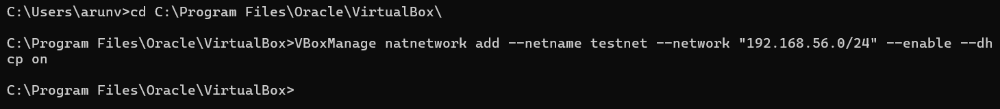 C:\Users\arunv>cd C:\Program Files\Oracle\VirtualBox\
C:\Program Files\Oracle\VirtualBox>VBoxManage natnetwork add --netname testnet --network "192.168.56.0/24" --enable --dh
cp on
C:\Program Files\Oracle\VirtualBox>